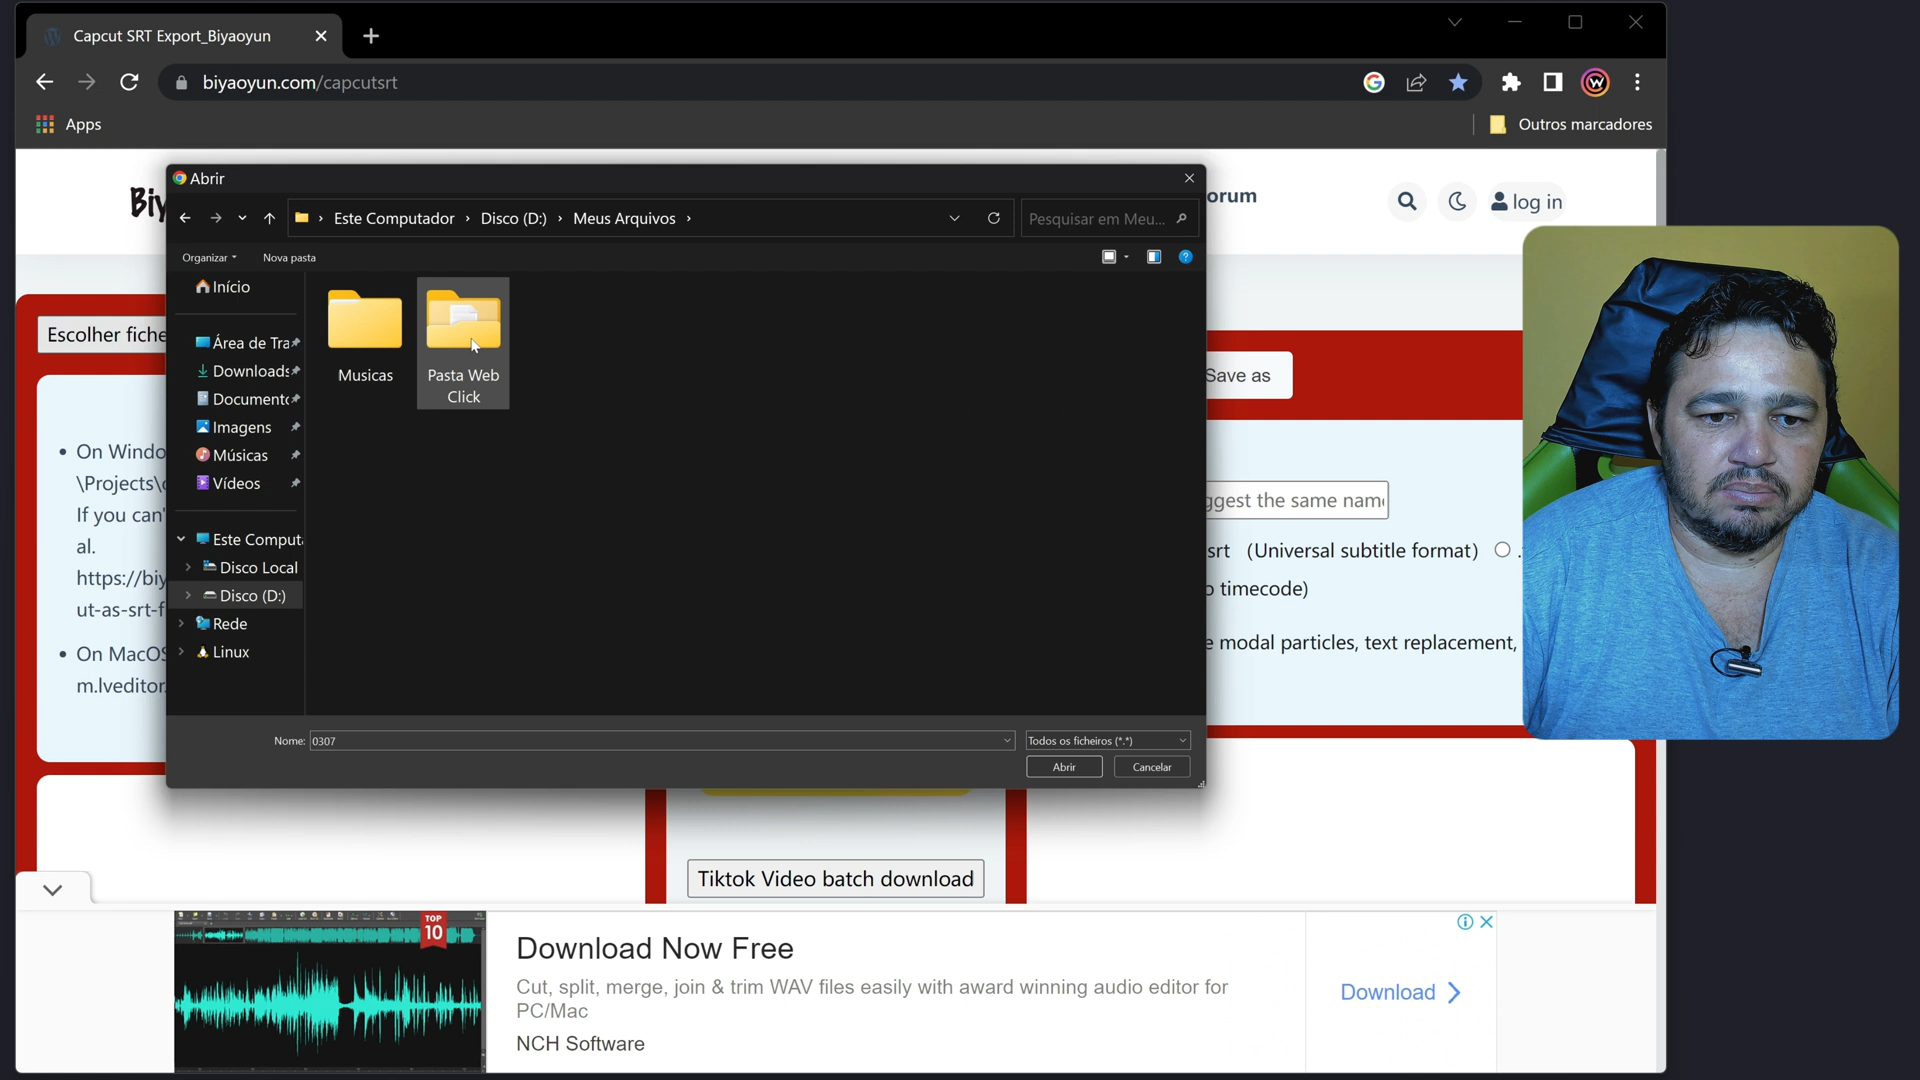 Capcut SRT Export_Biyaoyun
biyaoyun.com/capcutsrt
Apps
Outros marcadores
Biy
orum
log in
Abrir
Este Computador > Disco (D:) > Meus Arquivos >
Pesquisar em Meu...
Organizar
Nova pasta
Início
Área de Tra
Downloads
Document
Imagens
Músicas
Vídeos
Este Comput
Disco Local
Disco (D:)
Rede
Linux
Musicas
Pasta Web
Click
Nome: 0307
Todos os ficheiros (*.*)
Abrir
Cancelar
Escolher fiche
Save as
On Windo
\Projects\
If you can'
al.
https://biy
ut-as-srt-f
On MacOS
m.lveditor.
ggest the same nam
srt (Universal subtitle format)
o timecode)
e modal particles, text replacement,
Tiktok Video batch download
TOP
10
Download Now Free
Cut, split, merge, join & trim WAV files easily with award winning audio editor for
PC/Mac
NCH Software
Download